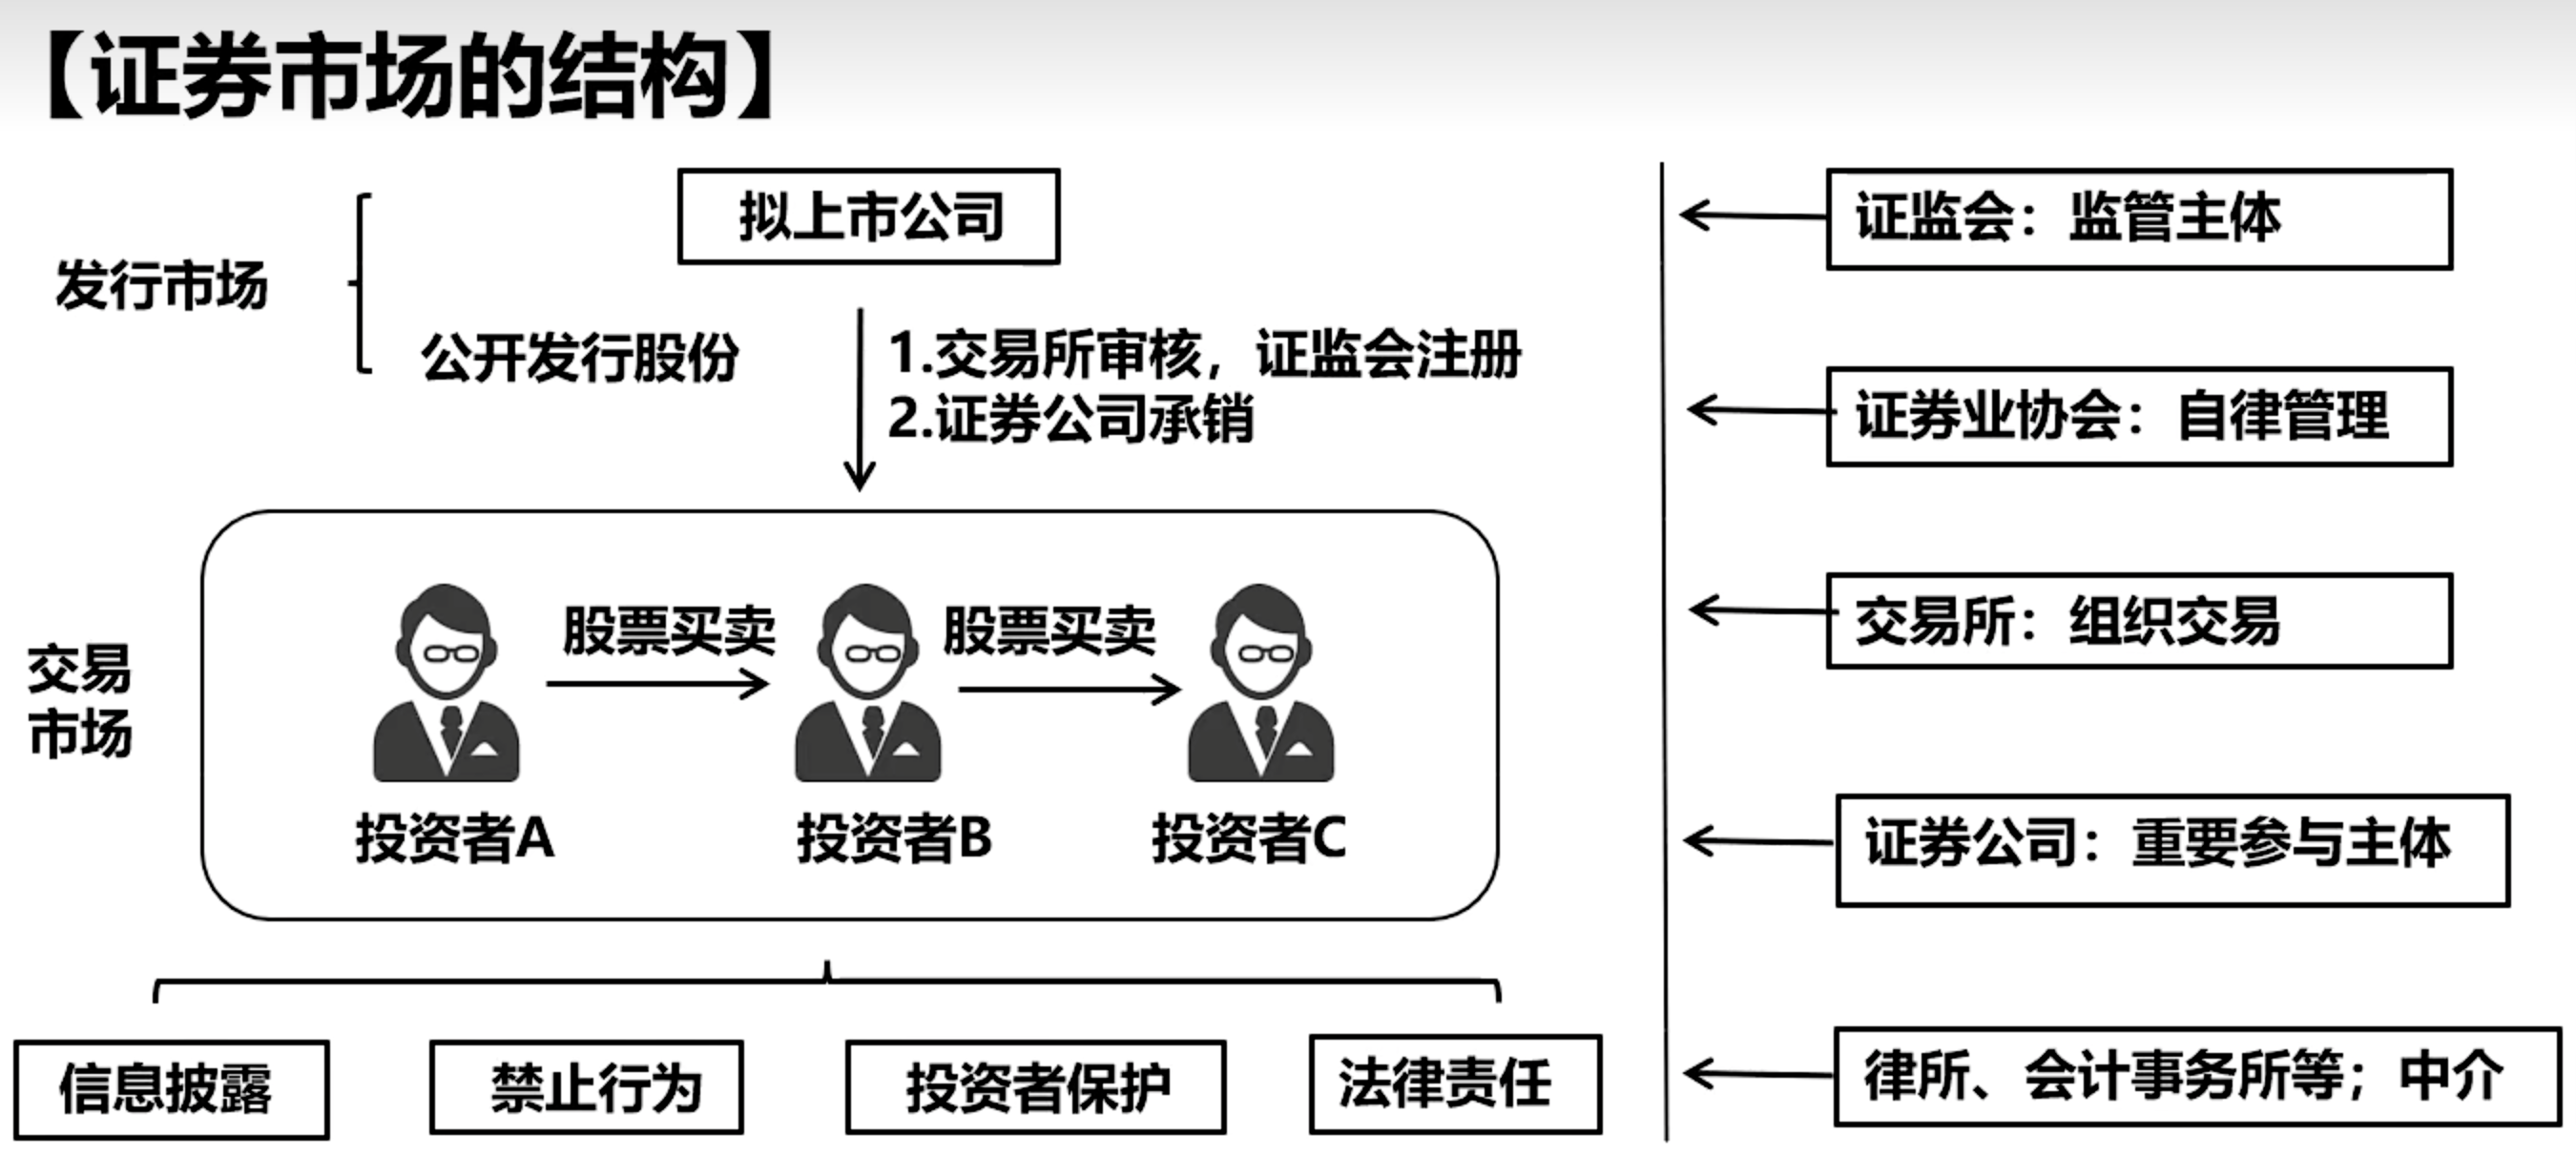 【证券市场的结构】
拟上市公司
发行市场
公开发行股份
1.交易所审核，证监会注册
2.证券公司承销
交易
市场
股票买卖
股票买卖
投资者A
投资者B
投资者C
信息披露
禁止行为
投资者保护
法律责任
证监会：监管主体
证券业协会：自律管理
交易所：组织交易
证券公司：重要参与主体
律所、会计事务所等；中介